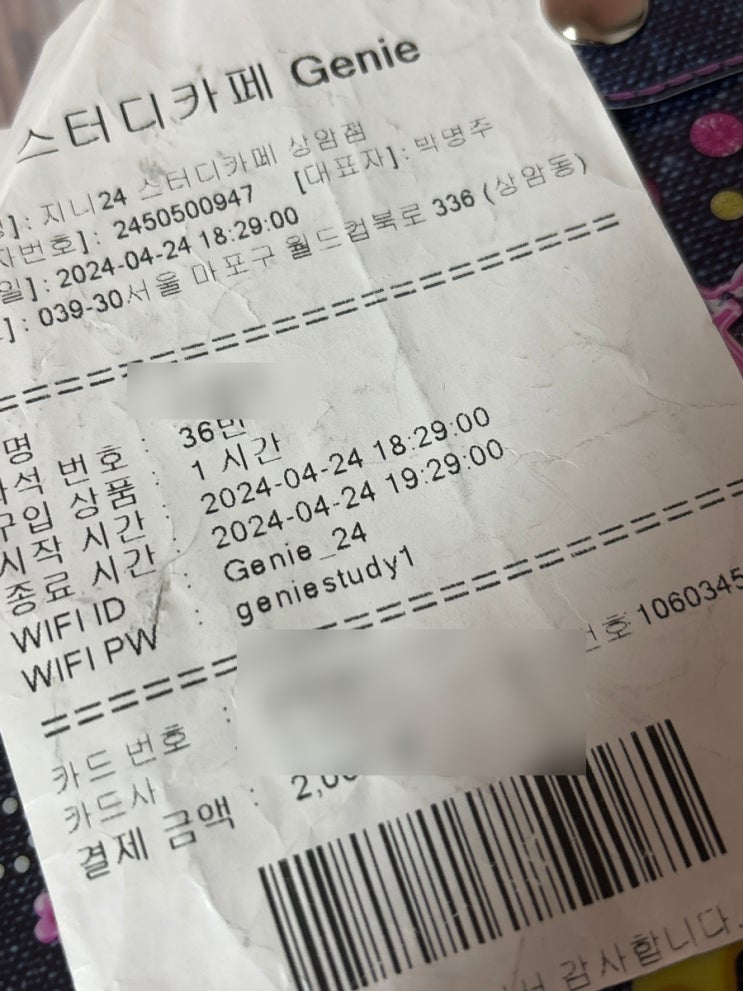 스터디카페 Genie
: 지니24 스터디카페 상암점
번호] : 2450500947 [대표자] : 박명주
일] : 2024-04-24 18:29:00
] : 039-30서울 마포구 월드컵북로 336 (상암동)
명
번호 : 36번
구입 상품 : 1 시간
시작 시간 : 2024-04-24 18:29:00
종료 시간 : 2024-04-24 19:29:00
WIFI ID : Genie_24
WIFI PW : geniestudy1
카드 번호 : 번호 1060345
카드사
결제 금액 :
감사합니다.